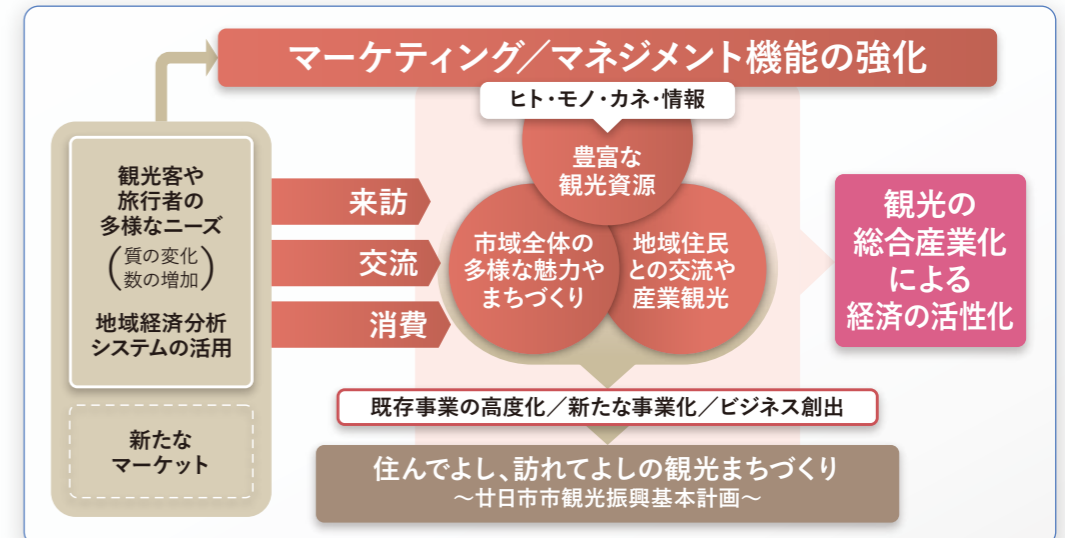 マーケティング／マネジメント機能の強化
ヒト・モノ・カネ・情報
観光客や
旅行者の
多様なニーズ
（質の変化
数の増加）
地域経済分析
システムの活用
新たな
マーケット
来訪
交流
消費
豊富な
観光資源
市域全体の
多様な魅力や
まちづくり
地域住民
との交流や
産業観光
観光の
総合産業化
による
経済の活性化
既存事業の高度化／新たな事業化／ビジネス創出
住んでよし、訪れてよしの観光まちづくり
～廿日市市観光振興基本計画～